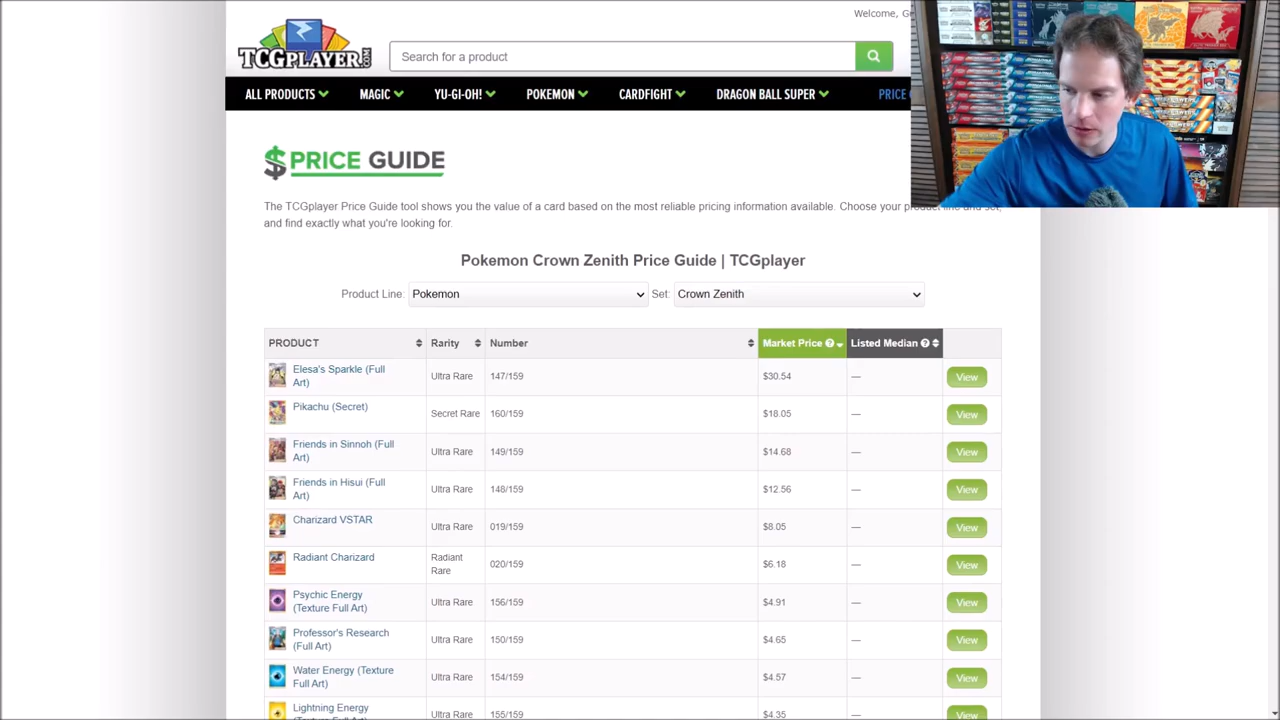 Welcome,
TCGPLAYER.COM
Search for a product
ALL PRODUCTS MAGIC YU-GI-OH! POKEMON CARDFIGHT DRAGON BALL SUPER PRICE
$PRICE GUIDE
The TCGplayer Price Guide tool shows you the value of a card based on the most reliable pricing information available. Choose your product line and set,
and find exactly what you're looking for.
Pokemon Crown Zenith Price Guide | TCGplayer
Product Line: Pokemon Set: Crown Zenith
PRODUCT Rarity Number Market Price ? Listed Median ?
Elesa's Sparkle (Full
Art) Ultra Rare 147/159 $30.54 — View
Pikachu (Secret) Secret Rare 160/159 $18.05 — View
Friends in Sinnoh (Full
Art) Ultra Rare 149/159 $14.68 — View
Friends in Hisui (Full
Art) Ultra Rare 148/159 $12.56 — View
Charizard VSTAR Ultra Rare 019/159 $8.05 — View
Radiant Charizard Radiant
Rare 020/159 $6.18 — View
Psychic Energy
(Texture Full Art) Ultra Rare 156/159 $4.91 — View
Professor's Research
(Full Art) Ultra Rare 150/159 $4.65 — View
Water Energy (Texture
Full Art) Ultra Rare 154/159 $4.57 — View
Lightning Energy
(Texture Full Art) Ultra Rare 155/159 $4.35 — View